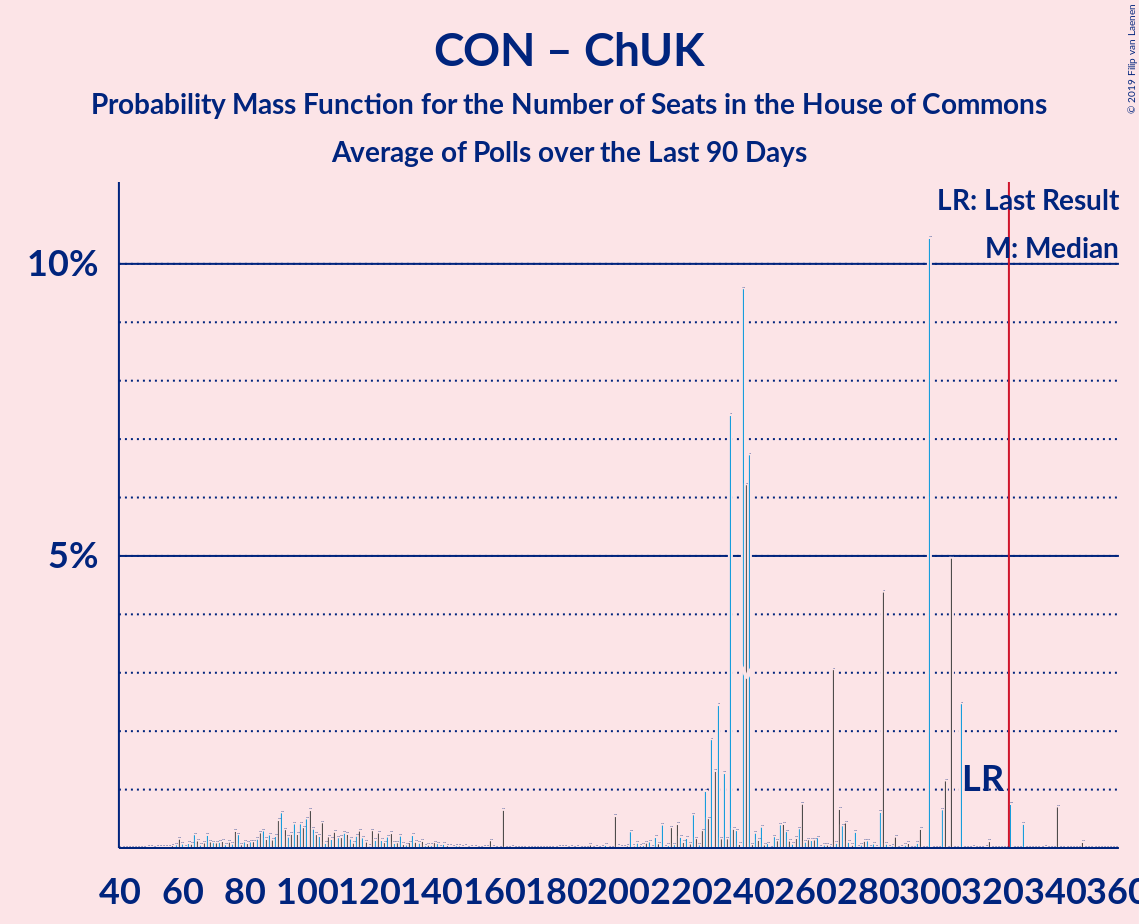 CON – ChUK
Probability Mass Function for the Number of Seats in the House of Commons
Average of Polls over the Last 90 Days
© 2019 Filip van Laenen
LR: Last Result
M: Median
10%
5%
LR
40 60 80 100 120 140 160 180 200 220 240 260 280 300 320 340 360